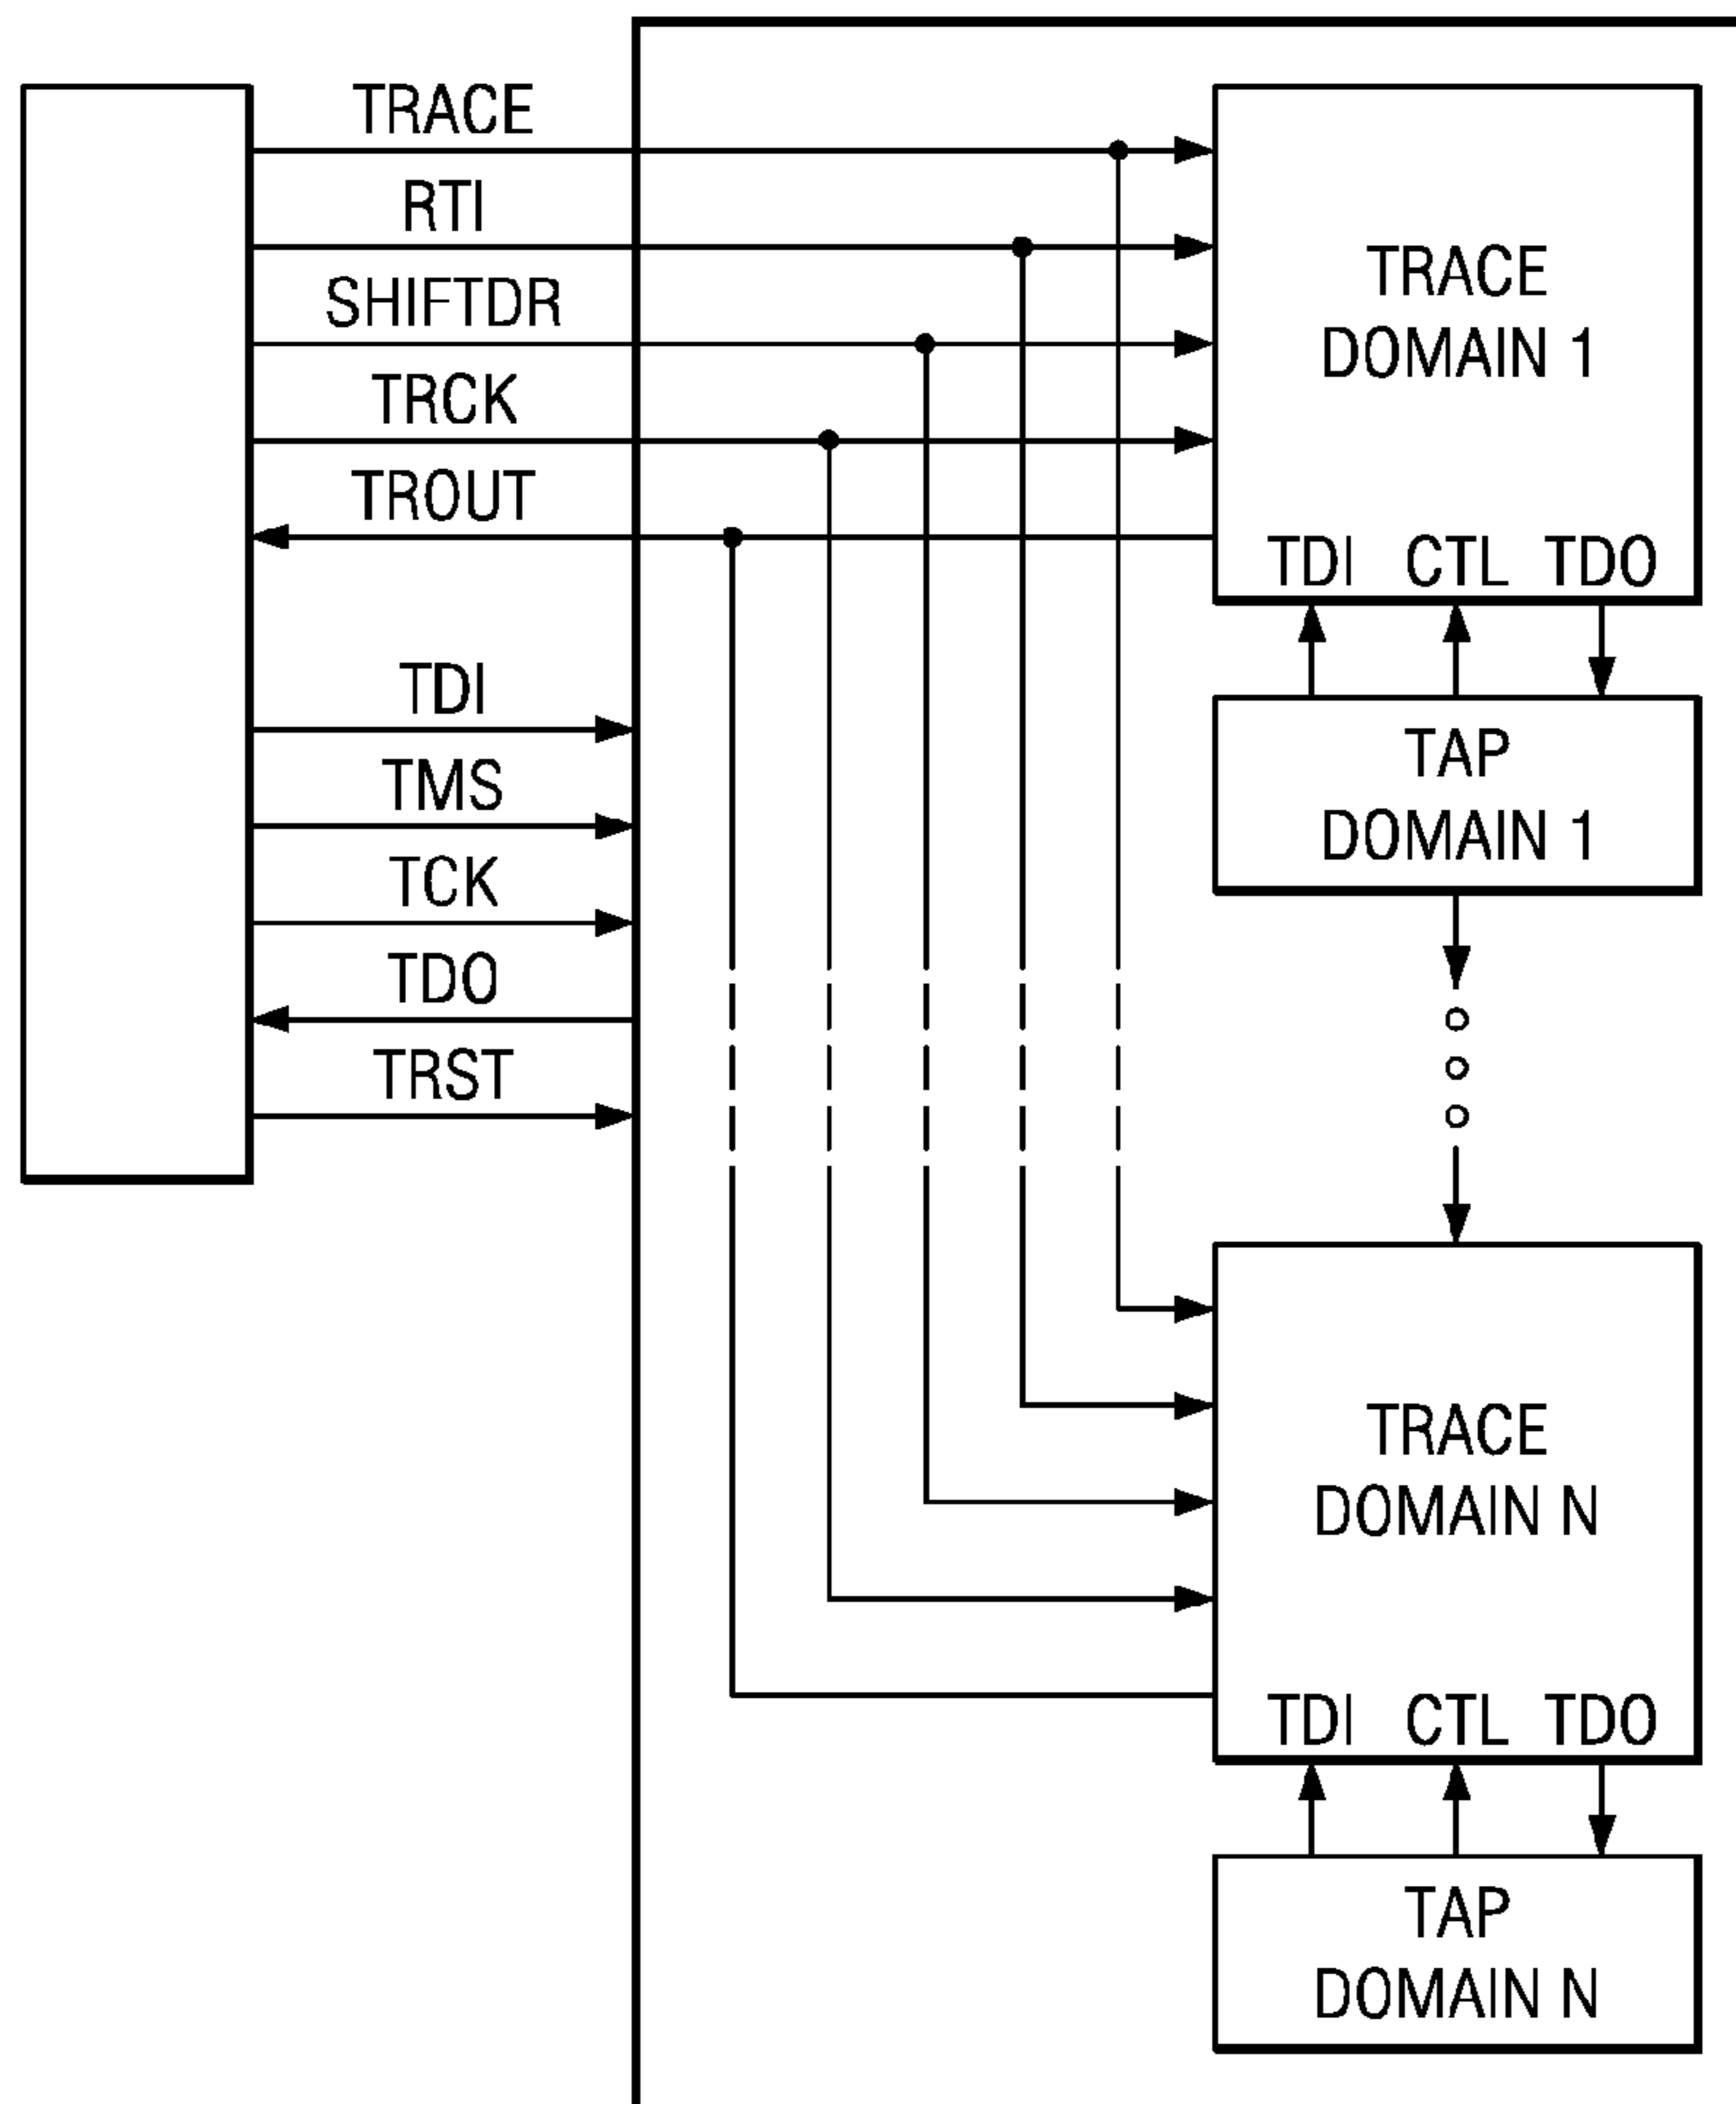 TRACE
RTI
SHIFTDR
TRCK
TROUT
TDI
TMS
TCK
TDO
TRST
TRACE
DOMAIN 1
TDI CTL TDO
TAP
DOMAIN 1
TRACE
DOMAIN N
TDI CTL TDO
TAP
DOMAIN N